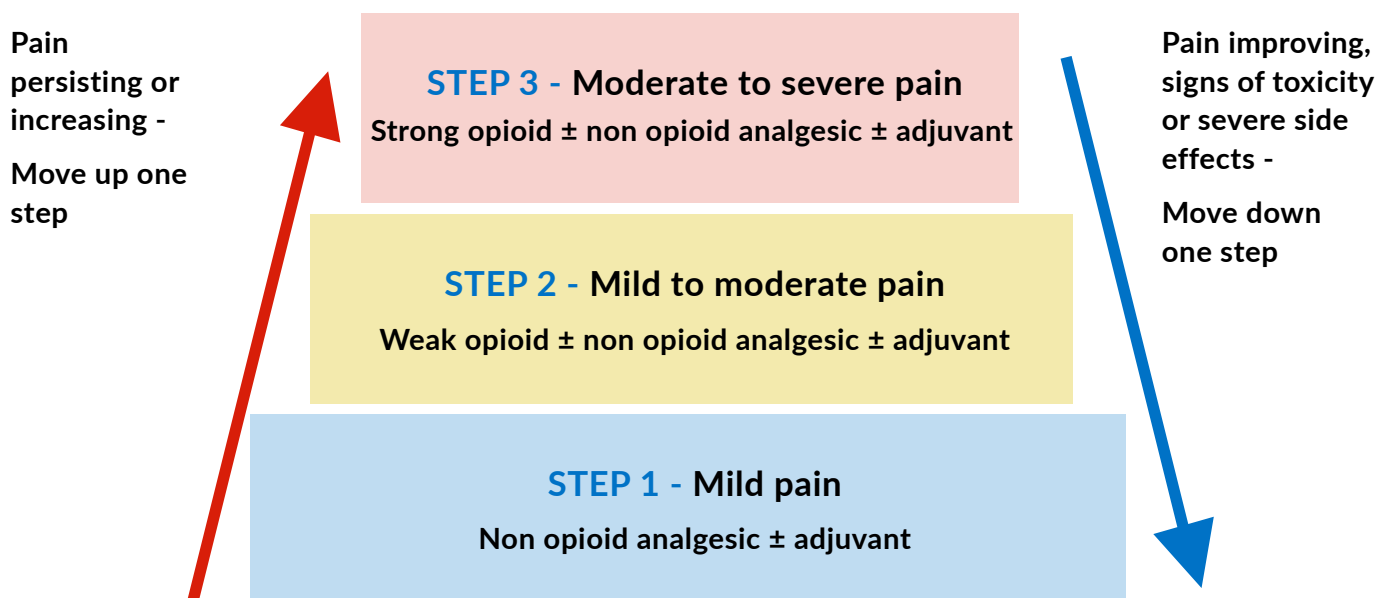 Pain
persisting or
increasing -
Move up one
step
STEP 3 - Moderate to severe pain
Strong opioid ± non opioid analgesic ± adjuvant
STEP 2 - Mild to moderate pain
Weak opioid ± non opioid analgesic ± adjuvant
STEP 1 - Mild pain
Non opioid analgesic ± adjuvant
Pain improving,
signs of toxicity
or severe side
effects -
Move down
one step